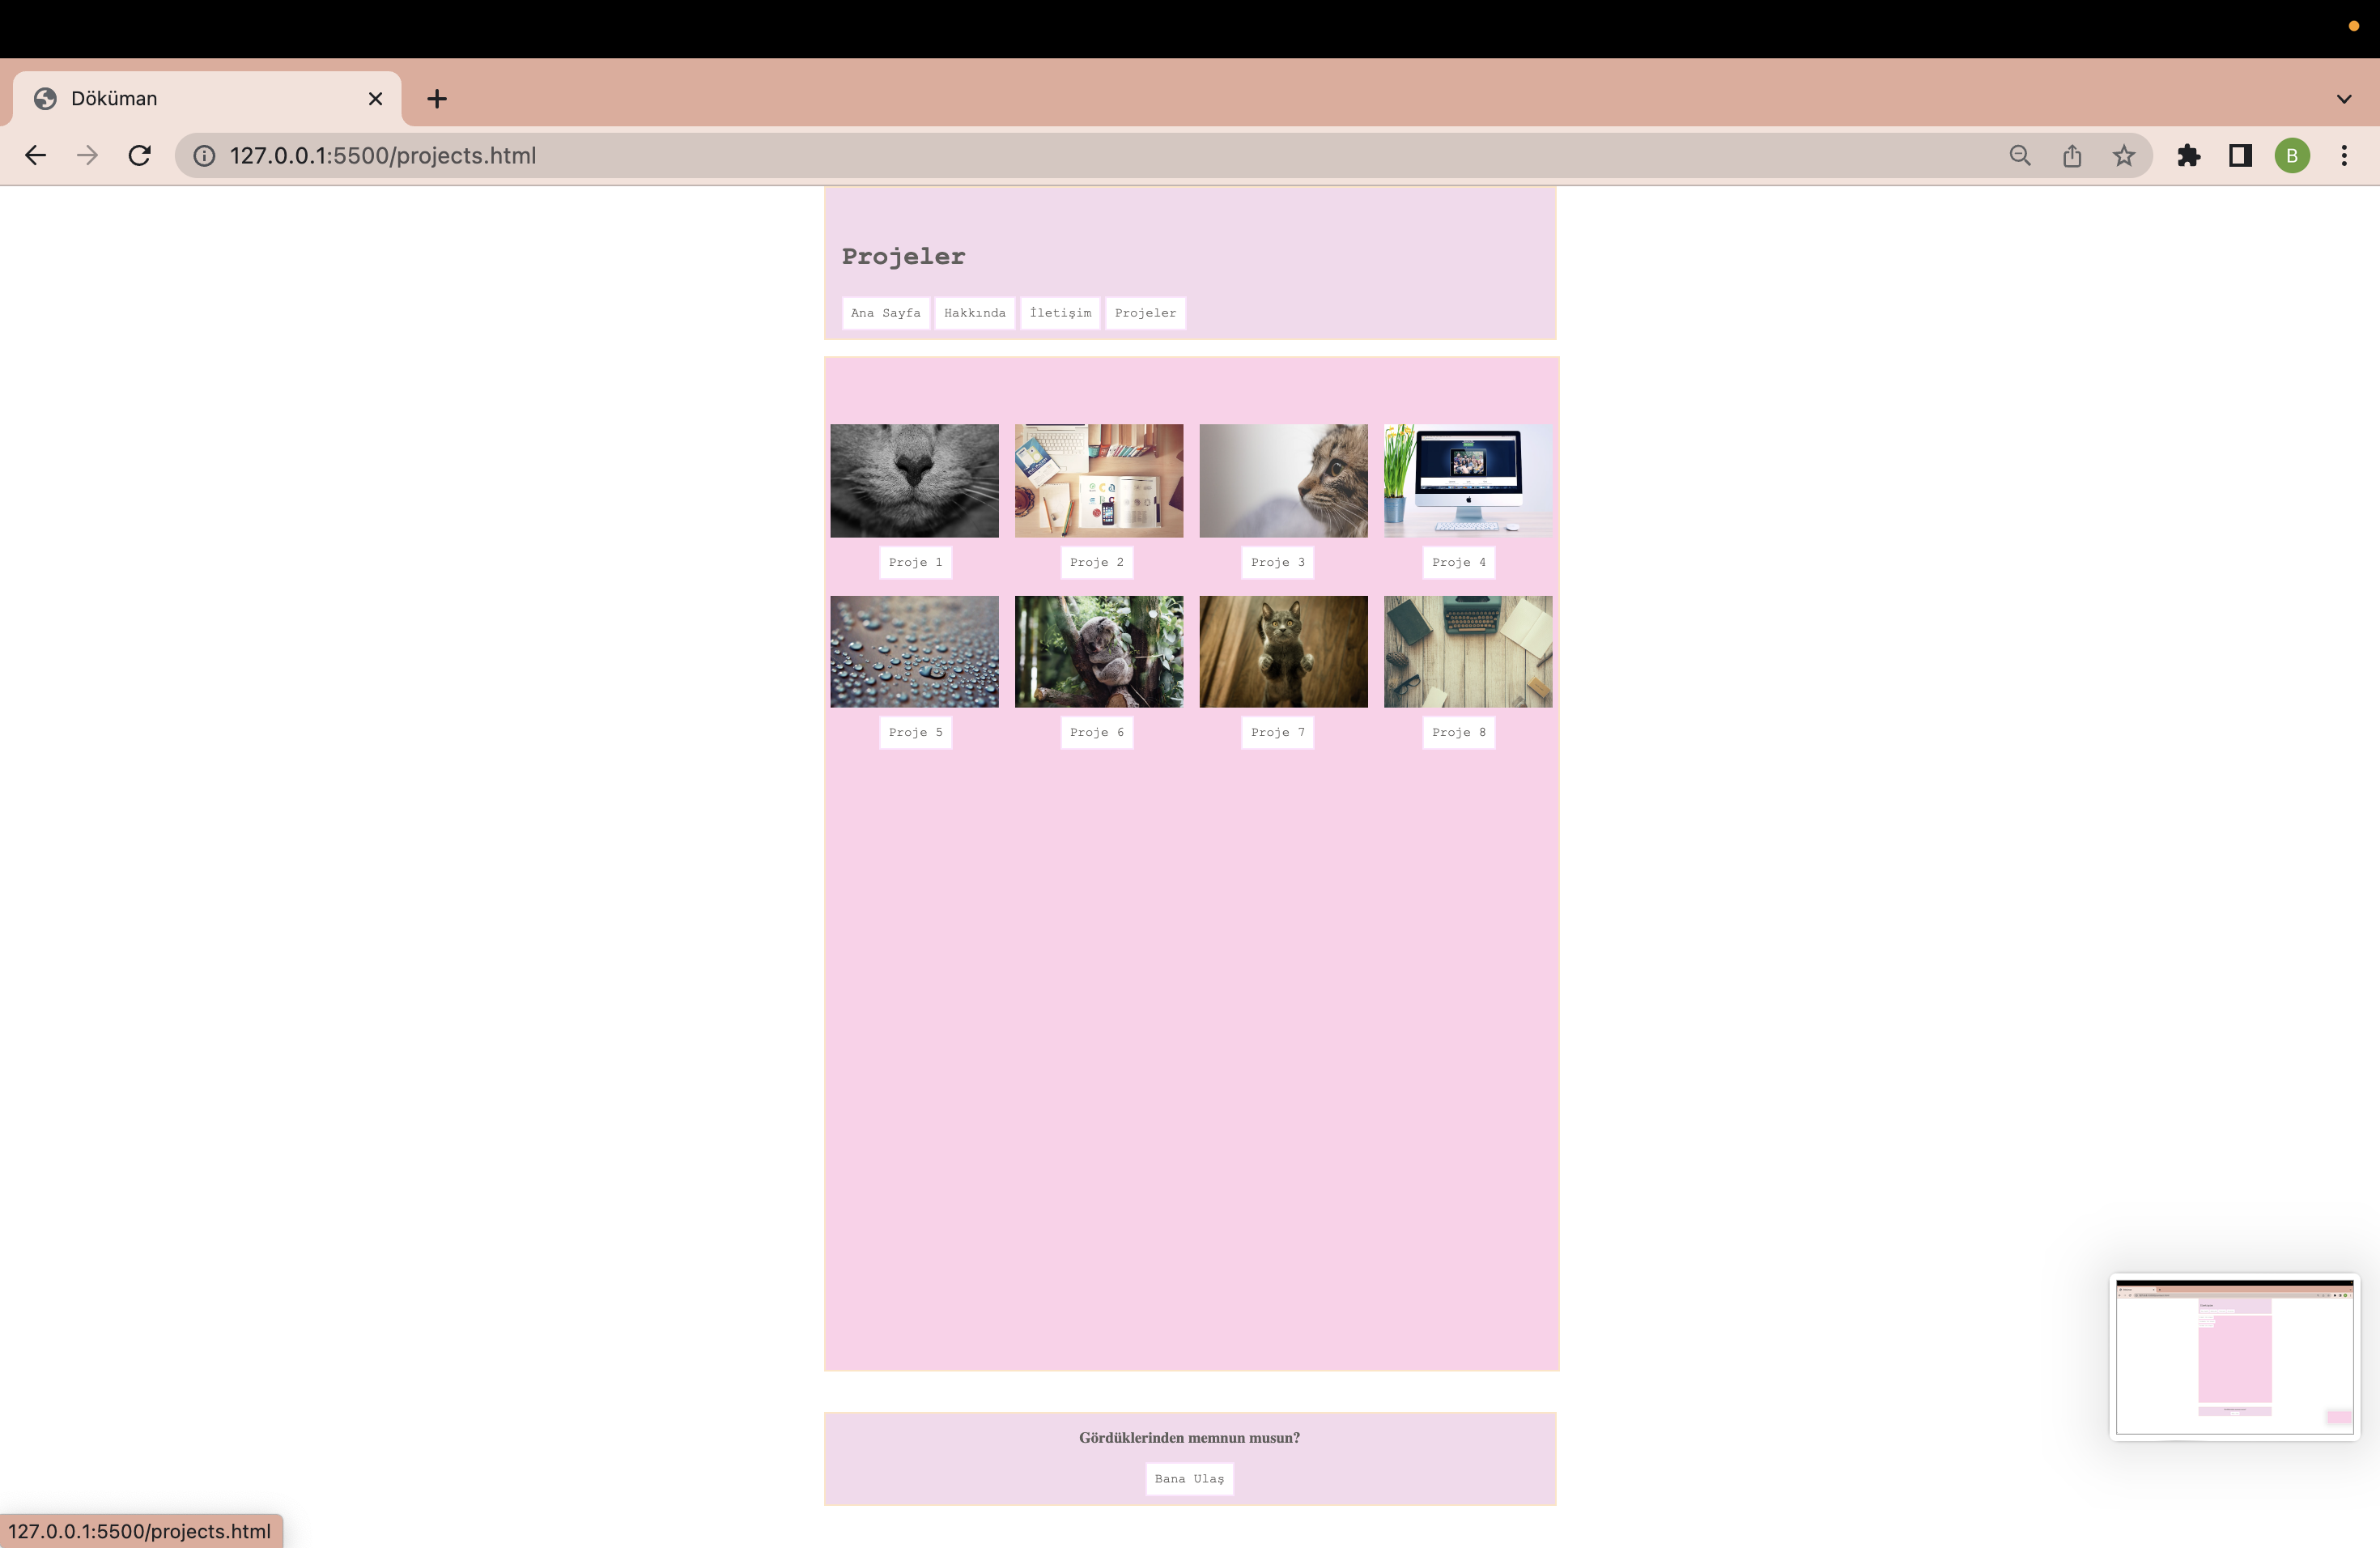 Döküman
127.0.0.1:5500/projects.html
B
Projeler
Ana Sayfa Hakkında İletişim Projeler
Proje 1 Proje 2 Proje 3 Proje 4
Proje 5 Proje 6 Proje 7 Proje 8
Gördüklerinden memnun musun?
Bana Ulaş
127.0.0.1:5500/projects.html